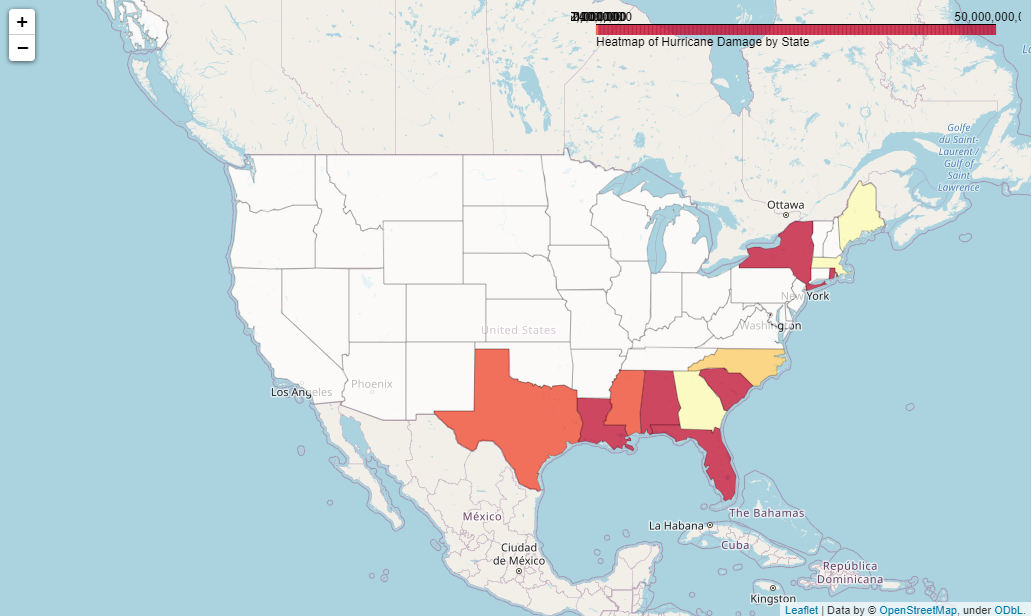 +
−
50,000,000
Heatmap of Hurricane Damage by State
Golfe
du Saint-
Laurent /
Gulf of
Saint
Lawrence
Ottawa
New York
United States
Washington
Phoenix
Los Angeles
México
La Habana
The Bahamas
Cuba
Ciudad
de México
República
Dominicana
Kingston
Leaflet | Data by © OpenStreetMap, under ODbL.